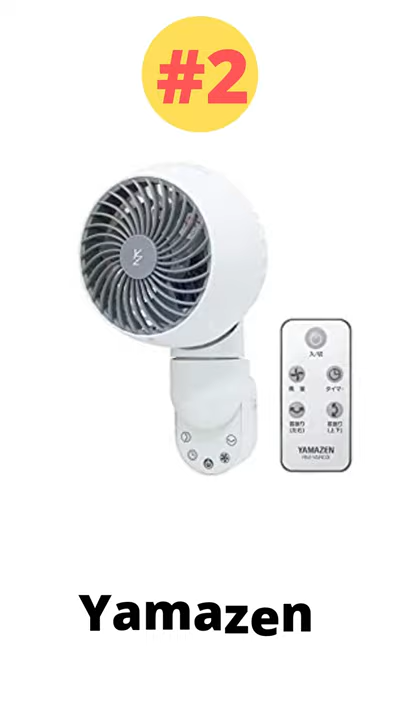 #2
入/切
風量 タイマー
首振り 首振り
(左右) (上下)
YAMAZEN
Yamazen